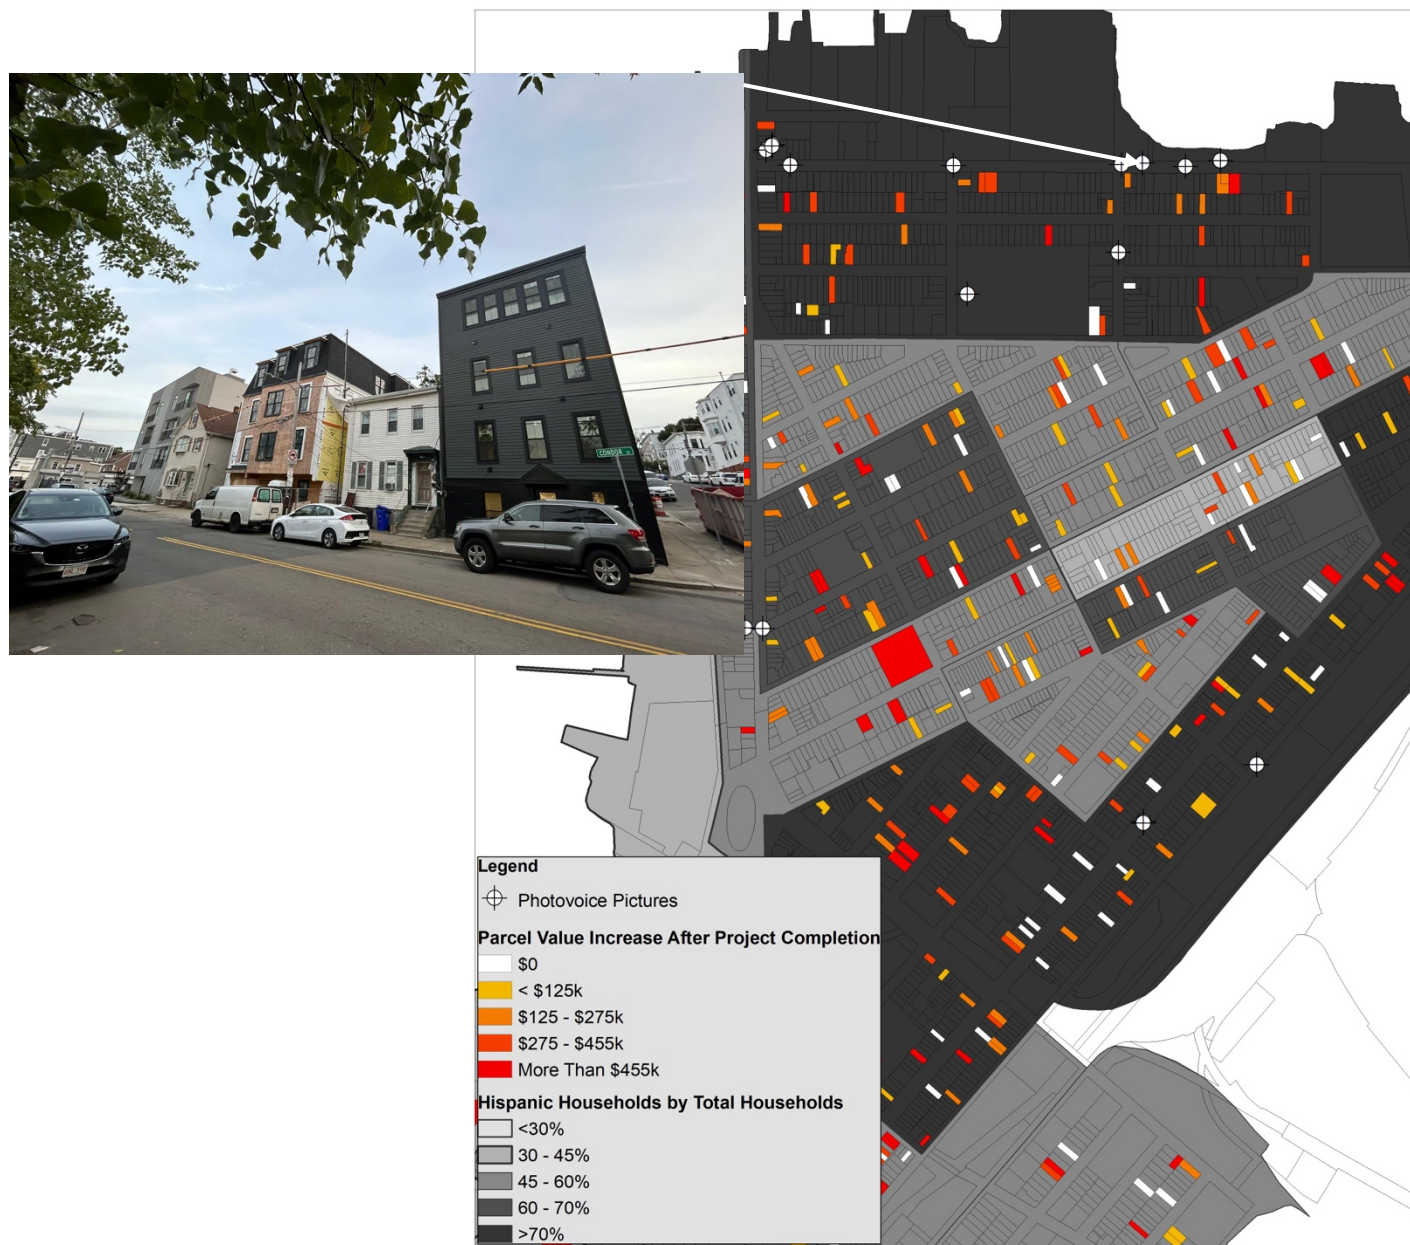 CONDOR
Legend
Photovoice Pictures
Parcel Value Increase After Project Completion
$0
< $125k
$125 - $275k
$275 - $455k
More Than $455k
Hispanic Households by Total Households
<30%
30 - 45%
45 - 60%
60 - 70%
>70%